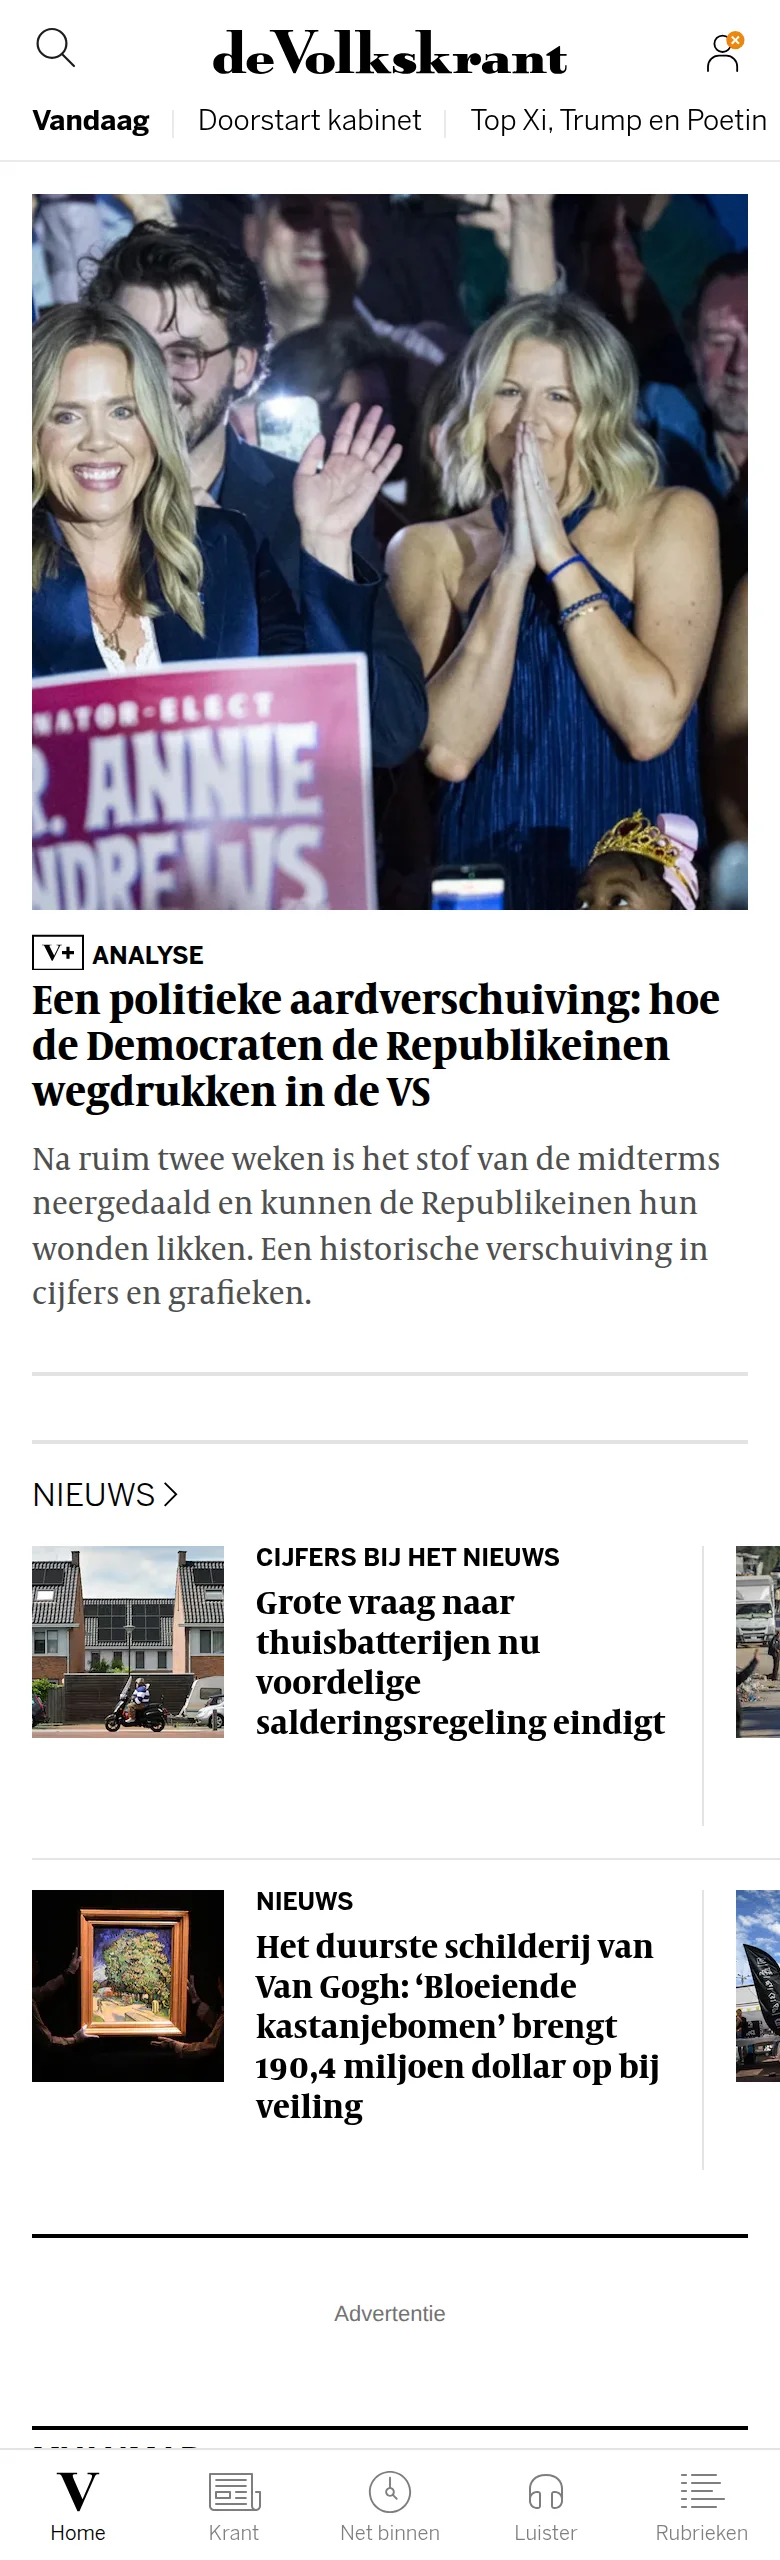 deVolkskrant
Vandaag
Doorstart kabinet
Top Xi, Trump en Poetin
NATOR-ELECT
R. ANNIE
NDREWS
V+ ANALYSE
Een politieke aardverschuiving: hoe
de Democraten de Republikeinen
wegdrukken in de VS
Na ruim twee weken is het stof van de midterms
neergedaald en kunnen de Republikeinen hun
wonden likken. Een historische verschuiving in
cijfers en grafieken.
NIEUWS
CIJFERS BIJ HET NIEUWS
Grote vraag naar
thuisbatterijen nu
voordelige
salderingsregeling eindigt
NIEUWS
Het duurste schilderij van
Van Gogh: ‘Bloeiende
kastanjebomen’ brengt
190,4 miljoen dollar op bij
veiling
Advertentie
V
Home
Krant
Net binnen
Luister
Rubrieken